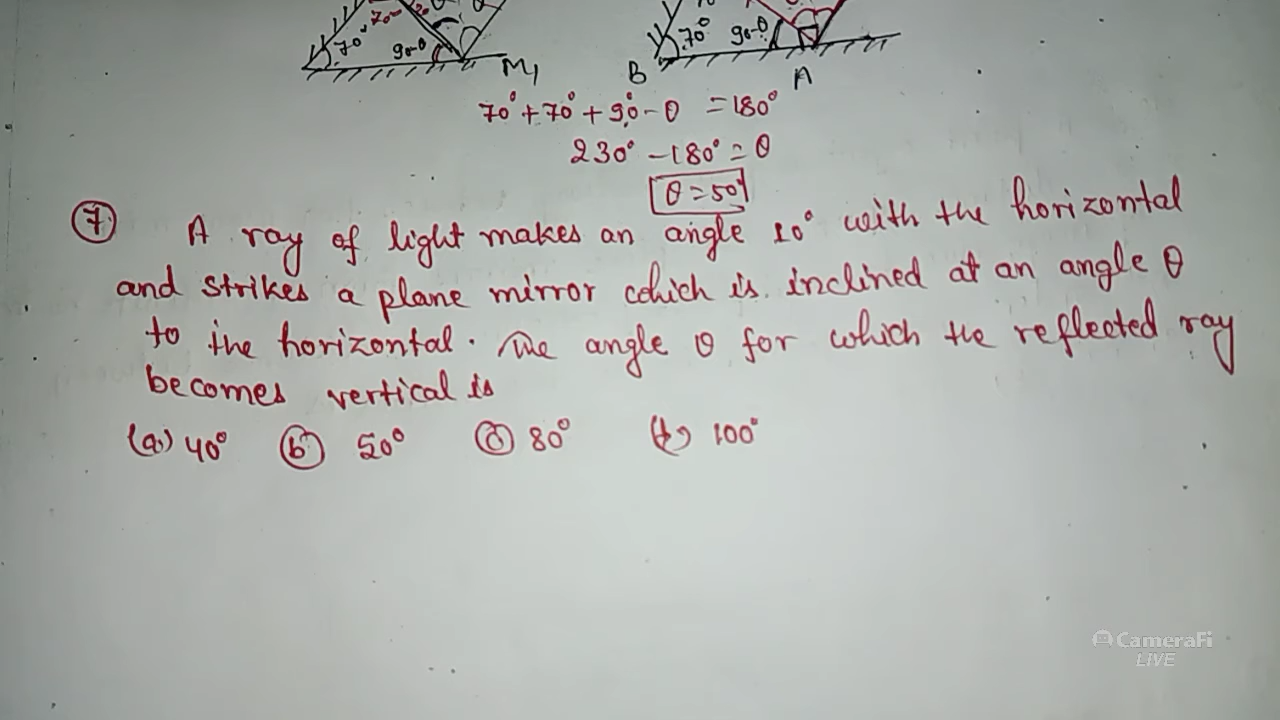 70° 70° 20 θ
70° 90-θ
90-θ M₁ B A
70° + 70° + 90° - θ = 180°
230° - 180° = θ
θ = 50°
⑦ A ray of light makes an angle 10° with the horizontal
and strikes a plane mirror which is inclined at an angle θ
to the horizontal. The angle θ for which the reflected ray
becomes vertical is
(a) 40° (b) 50° (c) 80° (d) 100°
CameraFi
LIVE